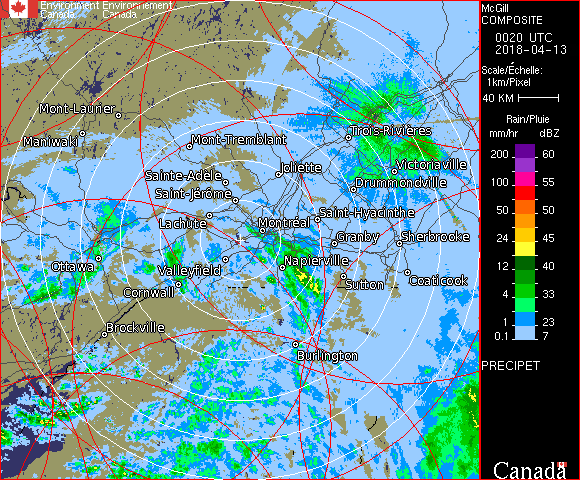 Environment Environnement
Canada Canada
McGill
COMPOSITE
0020 UTC
2018-04-13
Scale/Échelle:
1km/Pixel
40 KM
Rain/Pluie
mm/hr dBZ
200 60
100 55
50 50
24 45
12 40
4 33
1 23
0.1 7
PRECIPET
Canada
Mont-Laurier
Maniwaki
Mont-Tremblant
Trois-Rivières
Joliette
Victoriaville
Sainte-Adèle
Drummondville
Saint-Jérôme
Lachute
Montréal
Saint-Hyacinthe
Granby
Sherbrooke
Ottawa
Valleyfield
Napierville
Sutton
Coaticook
Cornwall
Brockville
Burlington